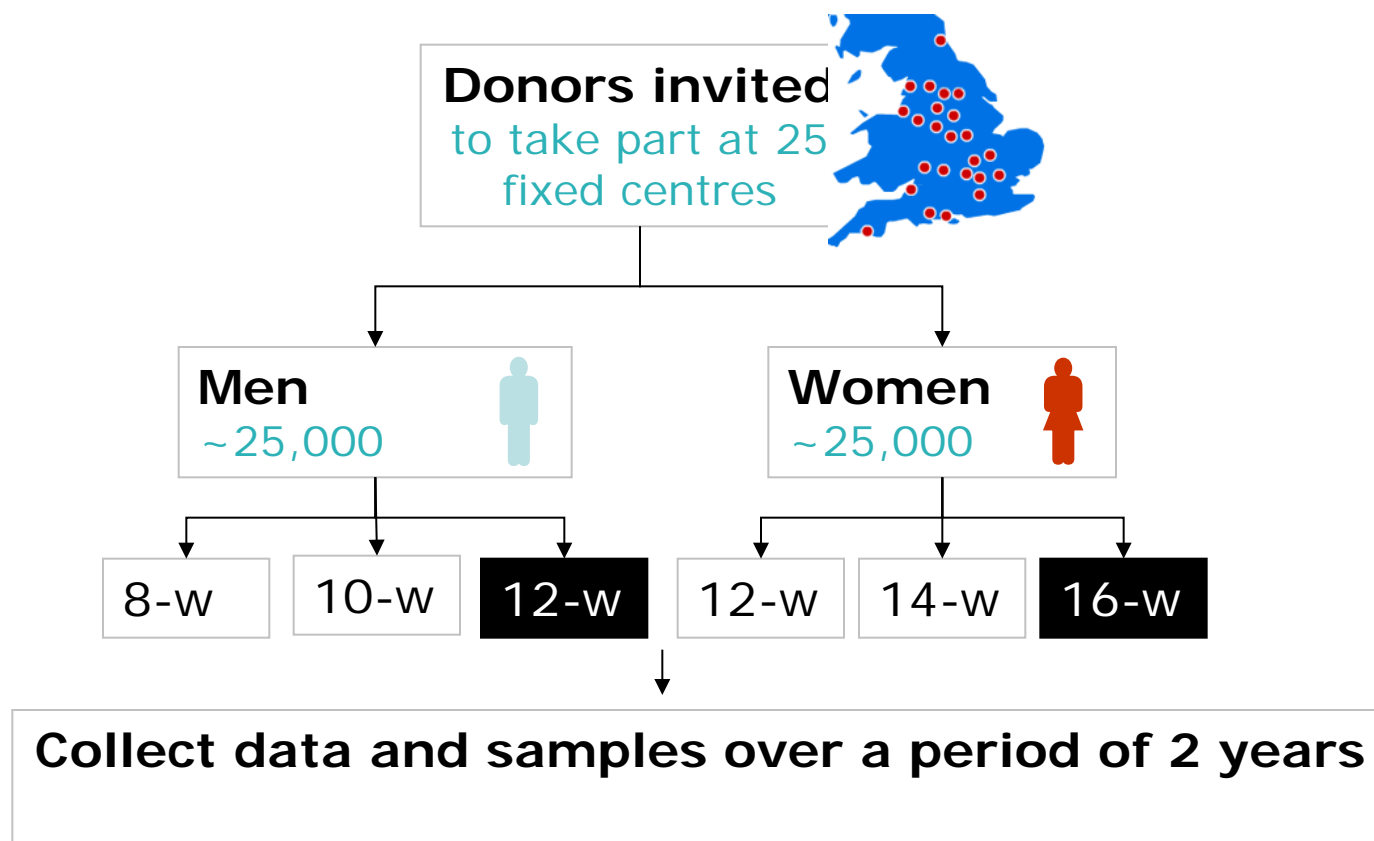 Donors invited
to take part at 25
fixed centres
Men
~25,000
Women
~25,000
8-w
10-w
12-w
12-w
14-w
16-w
Collect data and samples over a period of 2 years